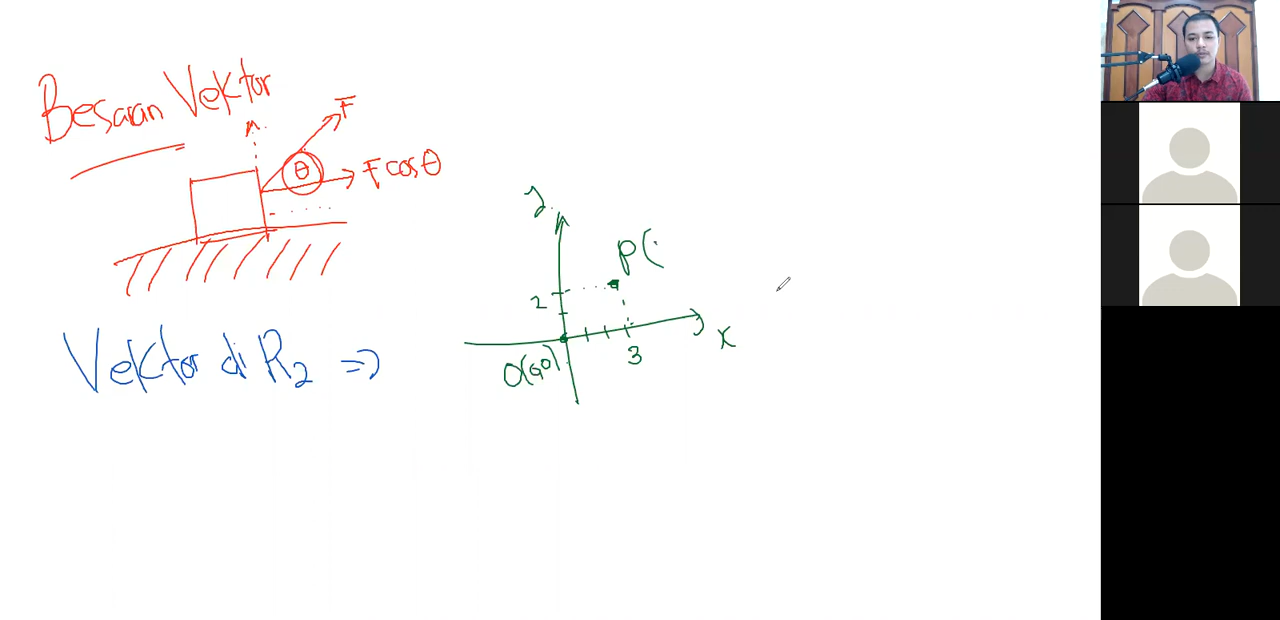 Besaran Vektor
F
θ
F cos θ
y
P(
2
x
3
O(0,0)
Vektor di R₂ ⇒